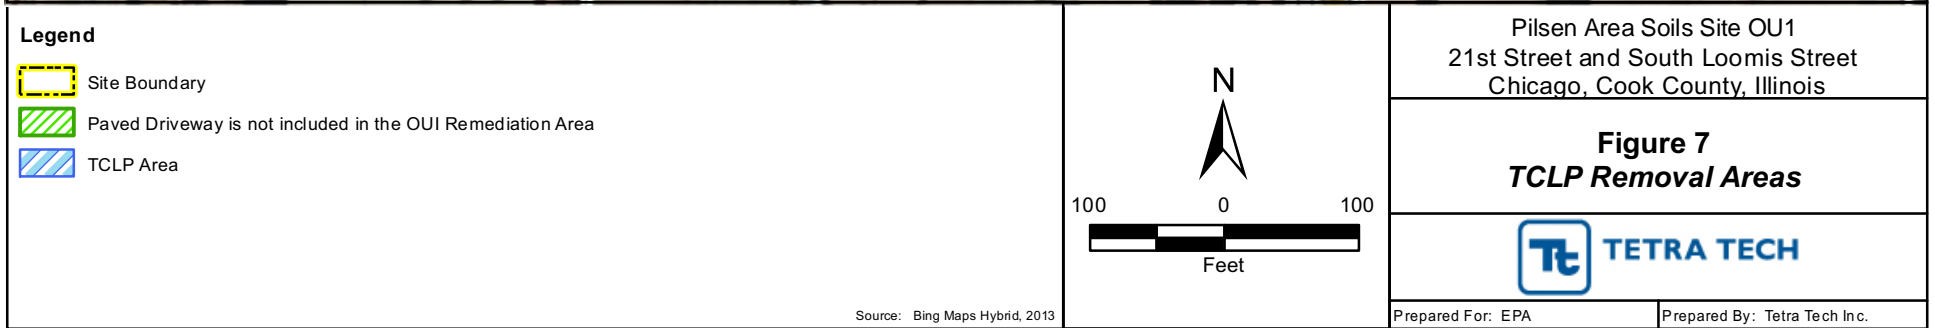 Legend
Site Boundary
Paved Driveway is not included in the OUI Remediation Area
TCLP Area
Source: Bing Maps Hybrid, 2013
N
100 0 100
Feet
Pilsen Area Soils Site OU1
21st Street and South Loomis Street
Chicago, Cook County, Illinois
Figure 7
TCLP Removal Areas
Tt TETRA TECH
Prepared For: EPA
Prepared By: Tetra Tech Inc.